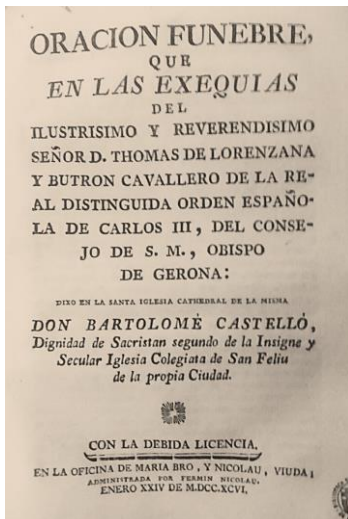 ORACION FUNEBRE,
QUE
EN LAS EXEQUIAS
DEL
ILUSTRISIMO Y REVERENDISIMO
SEÑOR D. THOMAS DE LORENZANA
Y BUTRON CAVALLERO DE LA RE-
AL DISTINGUIDA ORDEN ESPAÑO-
LA DE CARLOS III, DEL CONSE-
JO DE S. M., OBISPO
DE GERONA:
DIXO EN LA SANTA IGLESIA CATHEDRAL DE LA MISMA
DON BARTOLOMÉ CASTELLÓ,
Dignidad de Sacristan segundo de la Insigne y
Secular Iglesia Colegiata de San Feliu
de la propia Ciudad.
CON LA DEBIDA LICENCIA.
EN LA OFICINA DE MARIA BRO, Y NICOLAU, VIUDA;
ADMINISTRADA POR FERMIN NICOLAU.
ENERO XXIV DE M.DCC.XCVI.